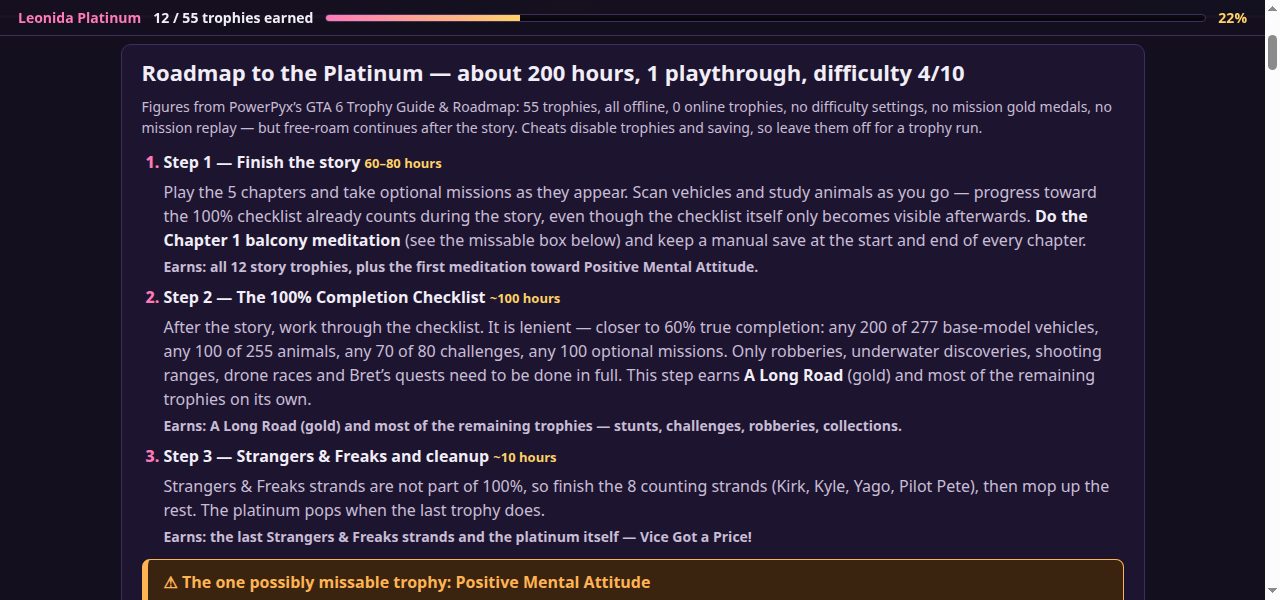 Leonida Platinum 12 / 55 trophies earned 22%
Roadmap to the Platinum — about 200 hours, 1 playthrough, difficulty 4/10
Figures from PowerPyx’s GTA 6 Trophy Guide & Roadmap: 55 trophies, all offline, 0 online trophies, no difficulty settings, no mission gold medals, no
mission replay — but free-roam continues after the story. Cheats disable trophies and saving, so leave them off for a trophy run.
1. Step 1 — Finish the story 60–80 hours
Play the 5 chapters and take optional missions as they appear. Scan vehicles and study animals as you go — progress toward
the 100% checklist already counts during the story, even though the checklist itself only becomes visible afterwards. Do the
Chapter 1 balcony meditation (see the missable box below) and keep a manual save at the start and end of every chapter.
Earns: all 12 story trophies, plus the first meditation toward Positive Mental Attitude.
2. Step 2 — The 100% Completion Checklist ~100 hours
After the story, work through the checklist. It is lenient — closer to 60% true completion: any 200 of 277 base-model vehicles,
any 100 of 255 animals, any 70 of 80 challenges, any 100 optional missions. Only robberies, underwater discoveries, shooting
ranges, drone races and Bret’s quests need to be done in full. This step earns A Long Road (gold) and most of the remaining
trophies on its own.
Earns: A Long Road (gold) and most of the remaining trophies — stunts, challenges, robberies, collections.
3. Step 3 — Strangers & Freaks and cleanup ~10 hours
Strangers & Freaks strands are not part of 100%, so finish the 8 counting strands (Kirk, Kyle, Yago, Pilot Pete), then mop up the
rest. The platinum pops when the last trophy does.
Earns: the last Strangers & Freaks strands and the platinum itself — Vice Got a Price!
⚠ The one possibly missable trophy: Positive Mental Attitude